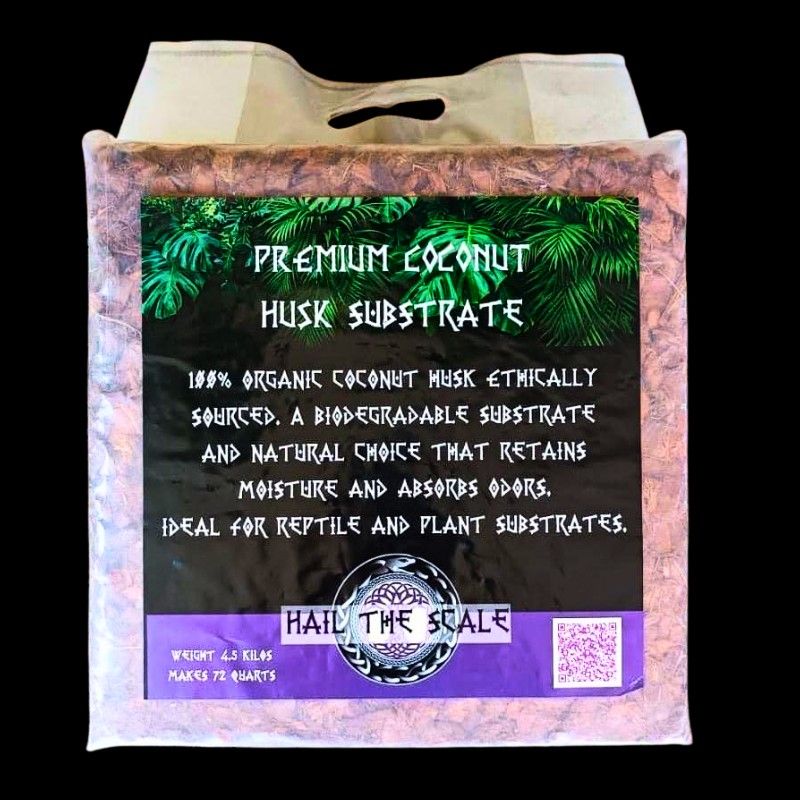 PREMIUM COCONUT
HUSK SUBSTRATE
100% ORGANIC COCONUT HUSK ETHICALLY
SOURCED. A BIODEGRADABLE SUBSTRATE
AND NATURAL CHOICE THAT RETAINS
MOISTURE AND ABSORBS ODORS.
IDEAL FOR REPTILE AND PLANT SUBSTRATES.
HAIL THE SCALE
WEIGHT 4.5 KILOS
MAKES 72 QUARTS